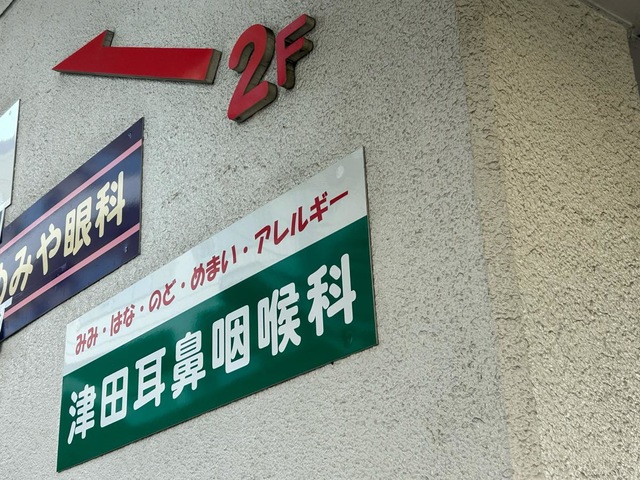 2F
みや眼科
みみ・はな・のど・めまい・アレルギー
津田耳鼻咽喉科